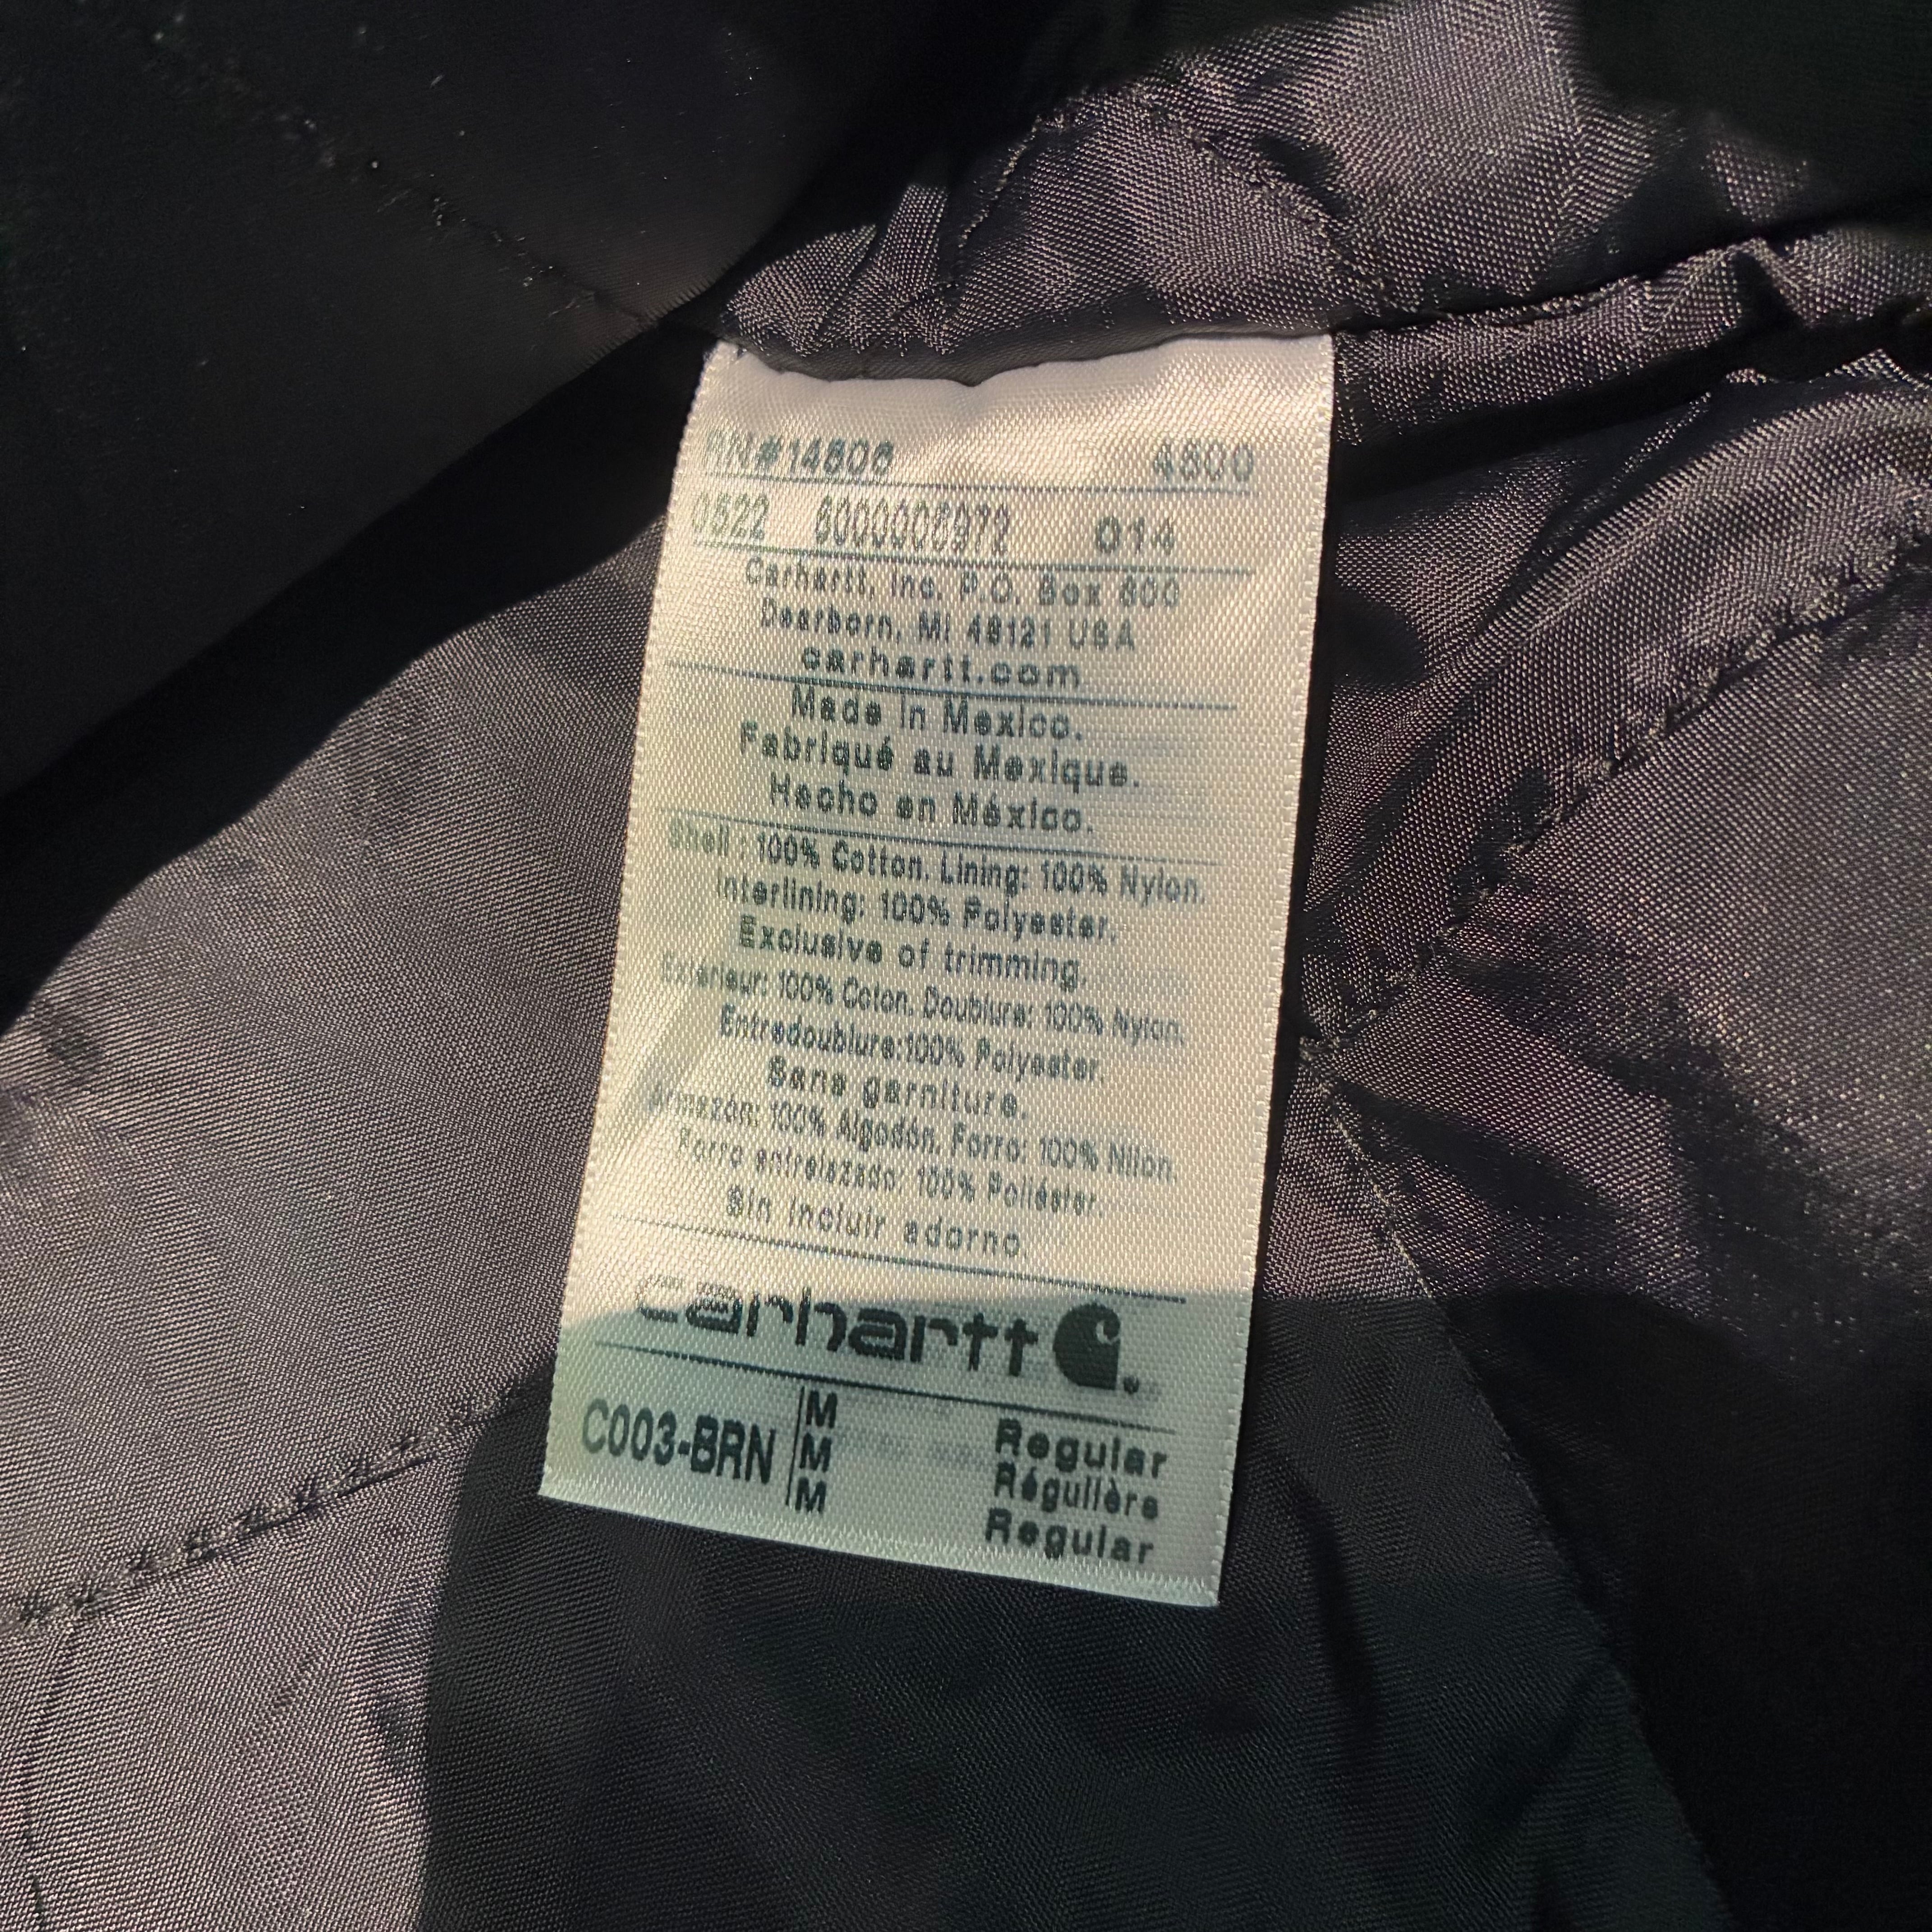 RN#14806 4500
0522 6000006972 014
Carhartt, Inc. P.O. Box 600
Dearborn, MI 48121 USA
carhartt.com
Made in Mexico.
Fabriqué au Mexique.
Hecho en México.
Shell: 100% Cotton. Lining: 100% Nylon.
Interlining: 100% Polyester.
Exclusive of trimming.
Exterieur: 100% Coton. Doublure: 100% Nylon.
Entredoublure:100% Polyester.
Sans garniture.
Armazón: 100% Algodón. Forro: 100% Nilon.
Forro entrelazado: 100% Poliéster.
Sin incluir adorno.
carhartt
C003-BRN M Regular
M Régulière
M Regular